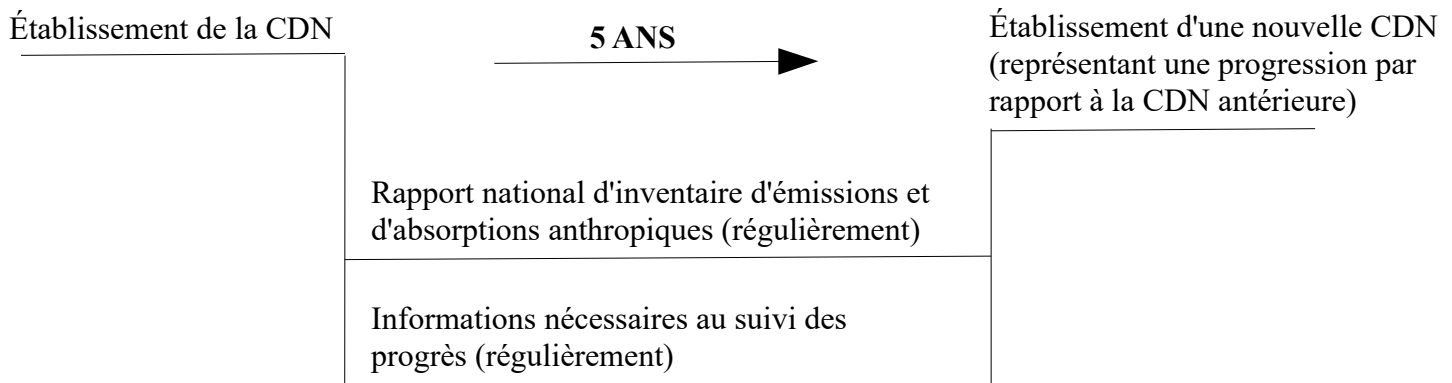 Établissement de la CDN
5 ANS
Établissement d'une nouvelle CDN
(représentant une progression par
rapport à la CDN antérieure)
Rapport national d'inventaire d'émissions et
d'absorptions anthropiques (régulièrement)
Informations nécessaires au suivi des
progrès (régulièrement)